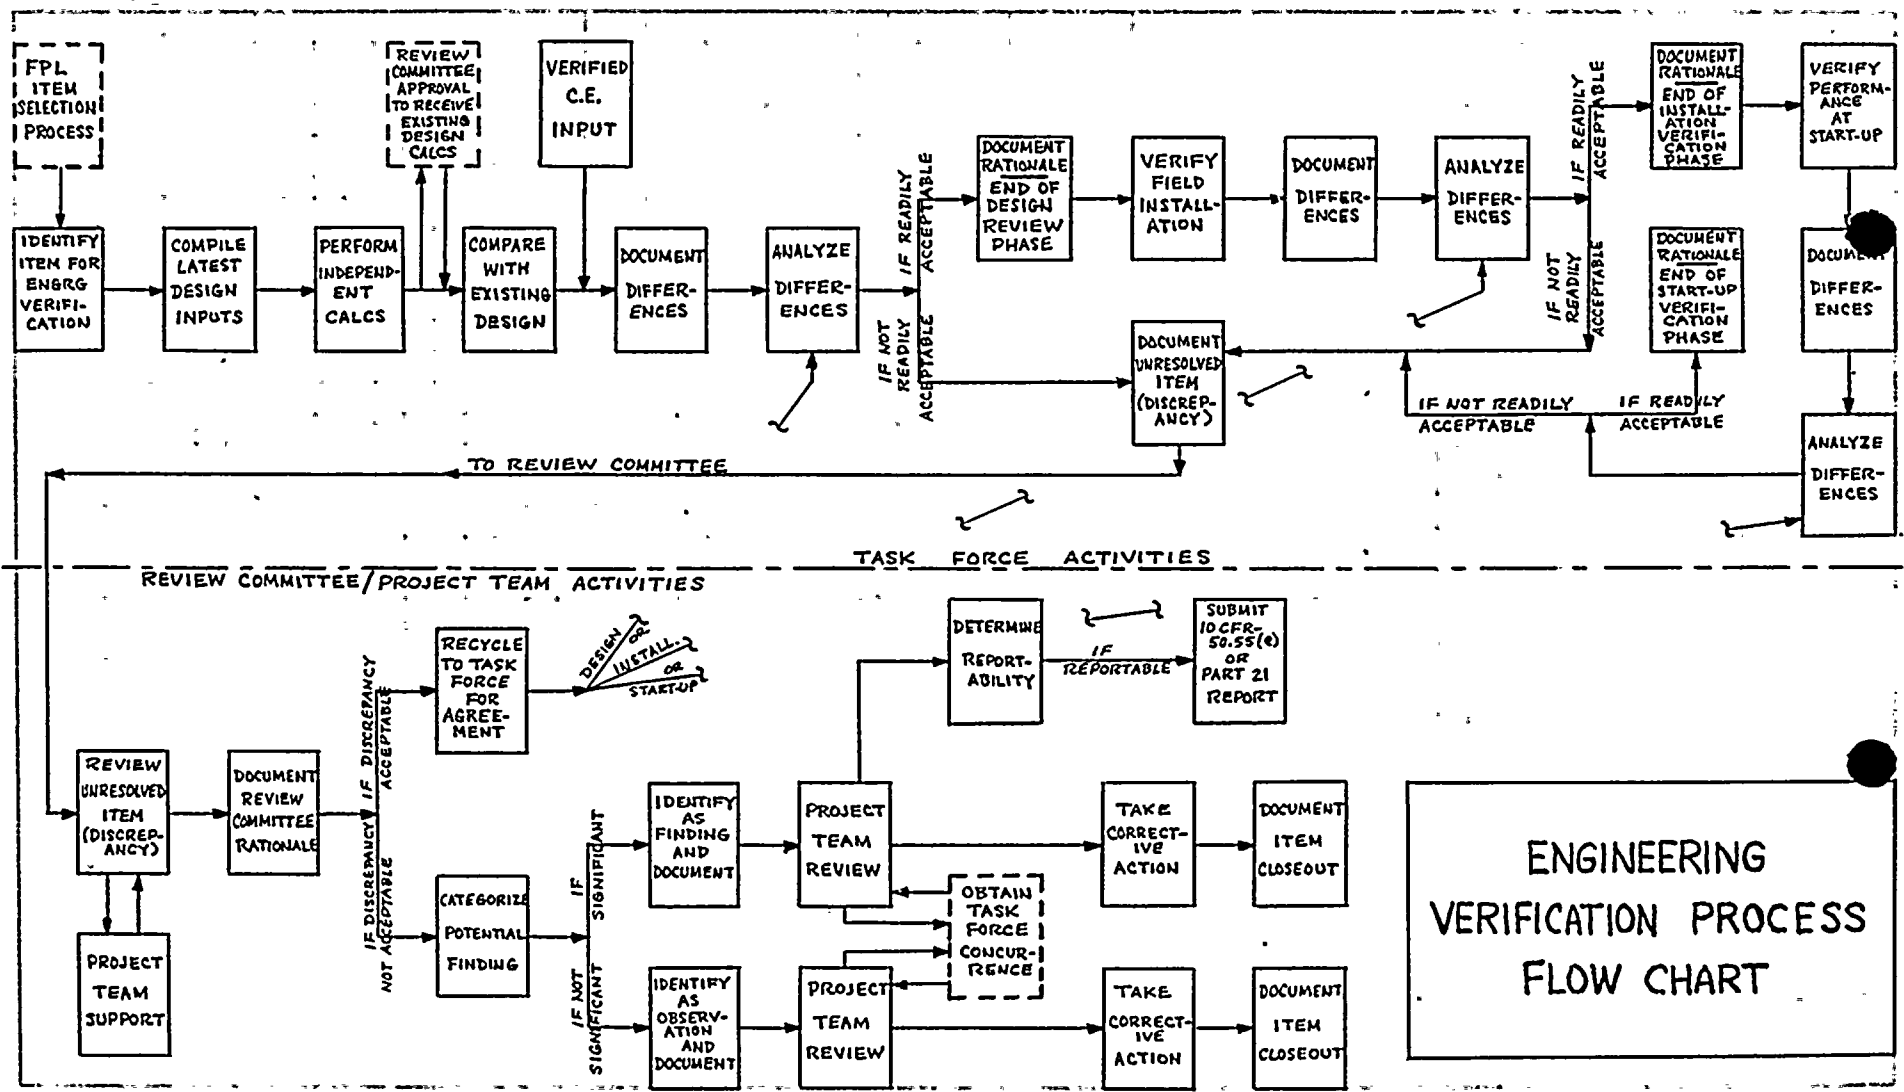 FPL
ITEM
SELECTION
PROCESS
REVIEW
COMMITTEE
APPROVAL
TO RECEIVE
EXISTING
DESIGN
CALCS
VERIFIED
C.E.
INPUT
IDENTIFY
ITEM FOR
ENGRG
VERIFI-
CATION
COMPILE
LATEST
DESIGN
INPUTS
PERFORM
INDEPEND-
ENT
CALCS
COMPARE
WITH
EXISTING
DESIGN
DOCUMENT
DIFFER-
ENCES
ANALYZE
DIFFER-
ENCES
IF READILY
ACCEPTABLE
IF NOT
READILY
ACCEPTABLE
DOCUMENT
RATIONALE
END OF
DESIGN
REVIEW
PHASE
VERIFY
FIELD
INSTALL-
ATION
DOCUMENT
DIFFER-
ENCES
ANALYZE
DIFFER-
ENCES
IF READILY
ACCEPTABLE
IF NOT
READILY
ACCEPTABLE
DOCUMENT
RATIONALE
END OF
INSTALL-
ATION
VERIFI-
CATION
PHASE
VERIFY
PERFORM-
ANCE
AT
START-UP
DOCUMENT
DIFFER-
ENCES
ANALYZE
DIFFER-
ENCES
DOCUMENT
RATIONALE
END OF
START-UP
VERIFI-
CATION
PHASE
IF NOT READILY
ACCEPTABLE
IF READILY
ACCEPTABLE
DOCUMENT
UNRESOLVED
ITEM
(DISCREP-
ANCY)
TO REVIEW COMMITTEE
TASK FORCE ACTIVITIES
REVIEW COMMITTEE/PROJECT TEAM ACTIVITIES
REVIEW
UNRESOLVED
ITEM
(DISCREP-
ANCY)
PROJECT
TEAM
SUPPORT
DOCUMENT
REVIEW
COMMITTEE
RATIONALE
IF DISCREPANCY
ACCEPTABLE
IF DISCREPANCY
NOT ACCEPTABLE
RECYCLE
TO TASK
FORCE
FOR
AGREE-
MENT
DESIGN
OR
INSTALL.
OR
START-UP
CATEGORIZE
POTENTIAL
FINDING
IF
SIGNIFICANT
IF NOT
SIGNIFICANT
IDENTIFY
AS
FINDING
AND
DOCUMENT
PROJECT
TEAM
REVIEW
DETERMINE
REPORT-
ABILITY
IF
REPORTABLE
SUBMIT
10CFR-
50.55(e)
OR
PART 21
REPORT
TAKE
CORRECT-
IVE
ACTION
DOCUMENT
ITEM
CLOSEOUT
OBTAIN
TASK
FORCE
CONCUR-
RENCE
IDENTIFY
AS
OBSERV-
ATION
AND
DOCUMENT
PROJECT
TEAM
REVIEW
TAKE
CORRECT-
IVE
ACTION
DOCUMENT
ITEM
CLOSEOUT
ENGINEERING
VERIFICATION PROCESS
FLOW CHART